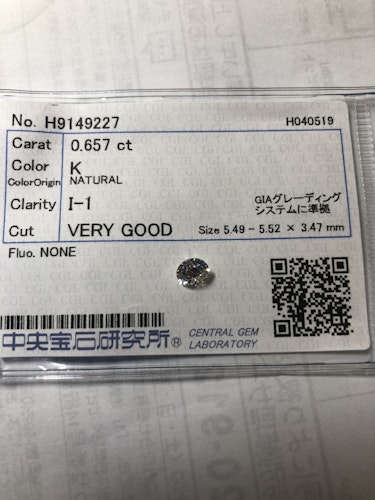 No. H9149227 H040519
Carat 0.657 ct
Color K
ColorOrigin NATURAL
Clarity I-1
GIAグレーディング
システムに準拠
Cut VERY GOOD Size 5.49 - 5.52 × 3.47 mm
Fluo. NONE
中央宝石研究所® CENTRAL GEM
LABORATORY